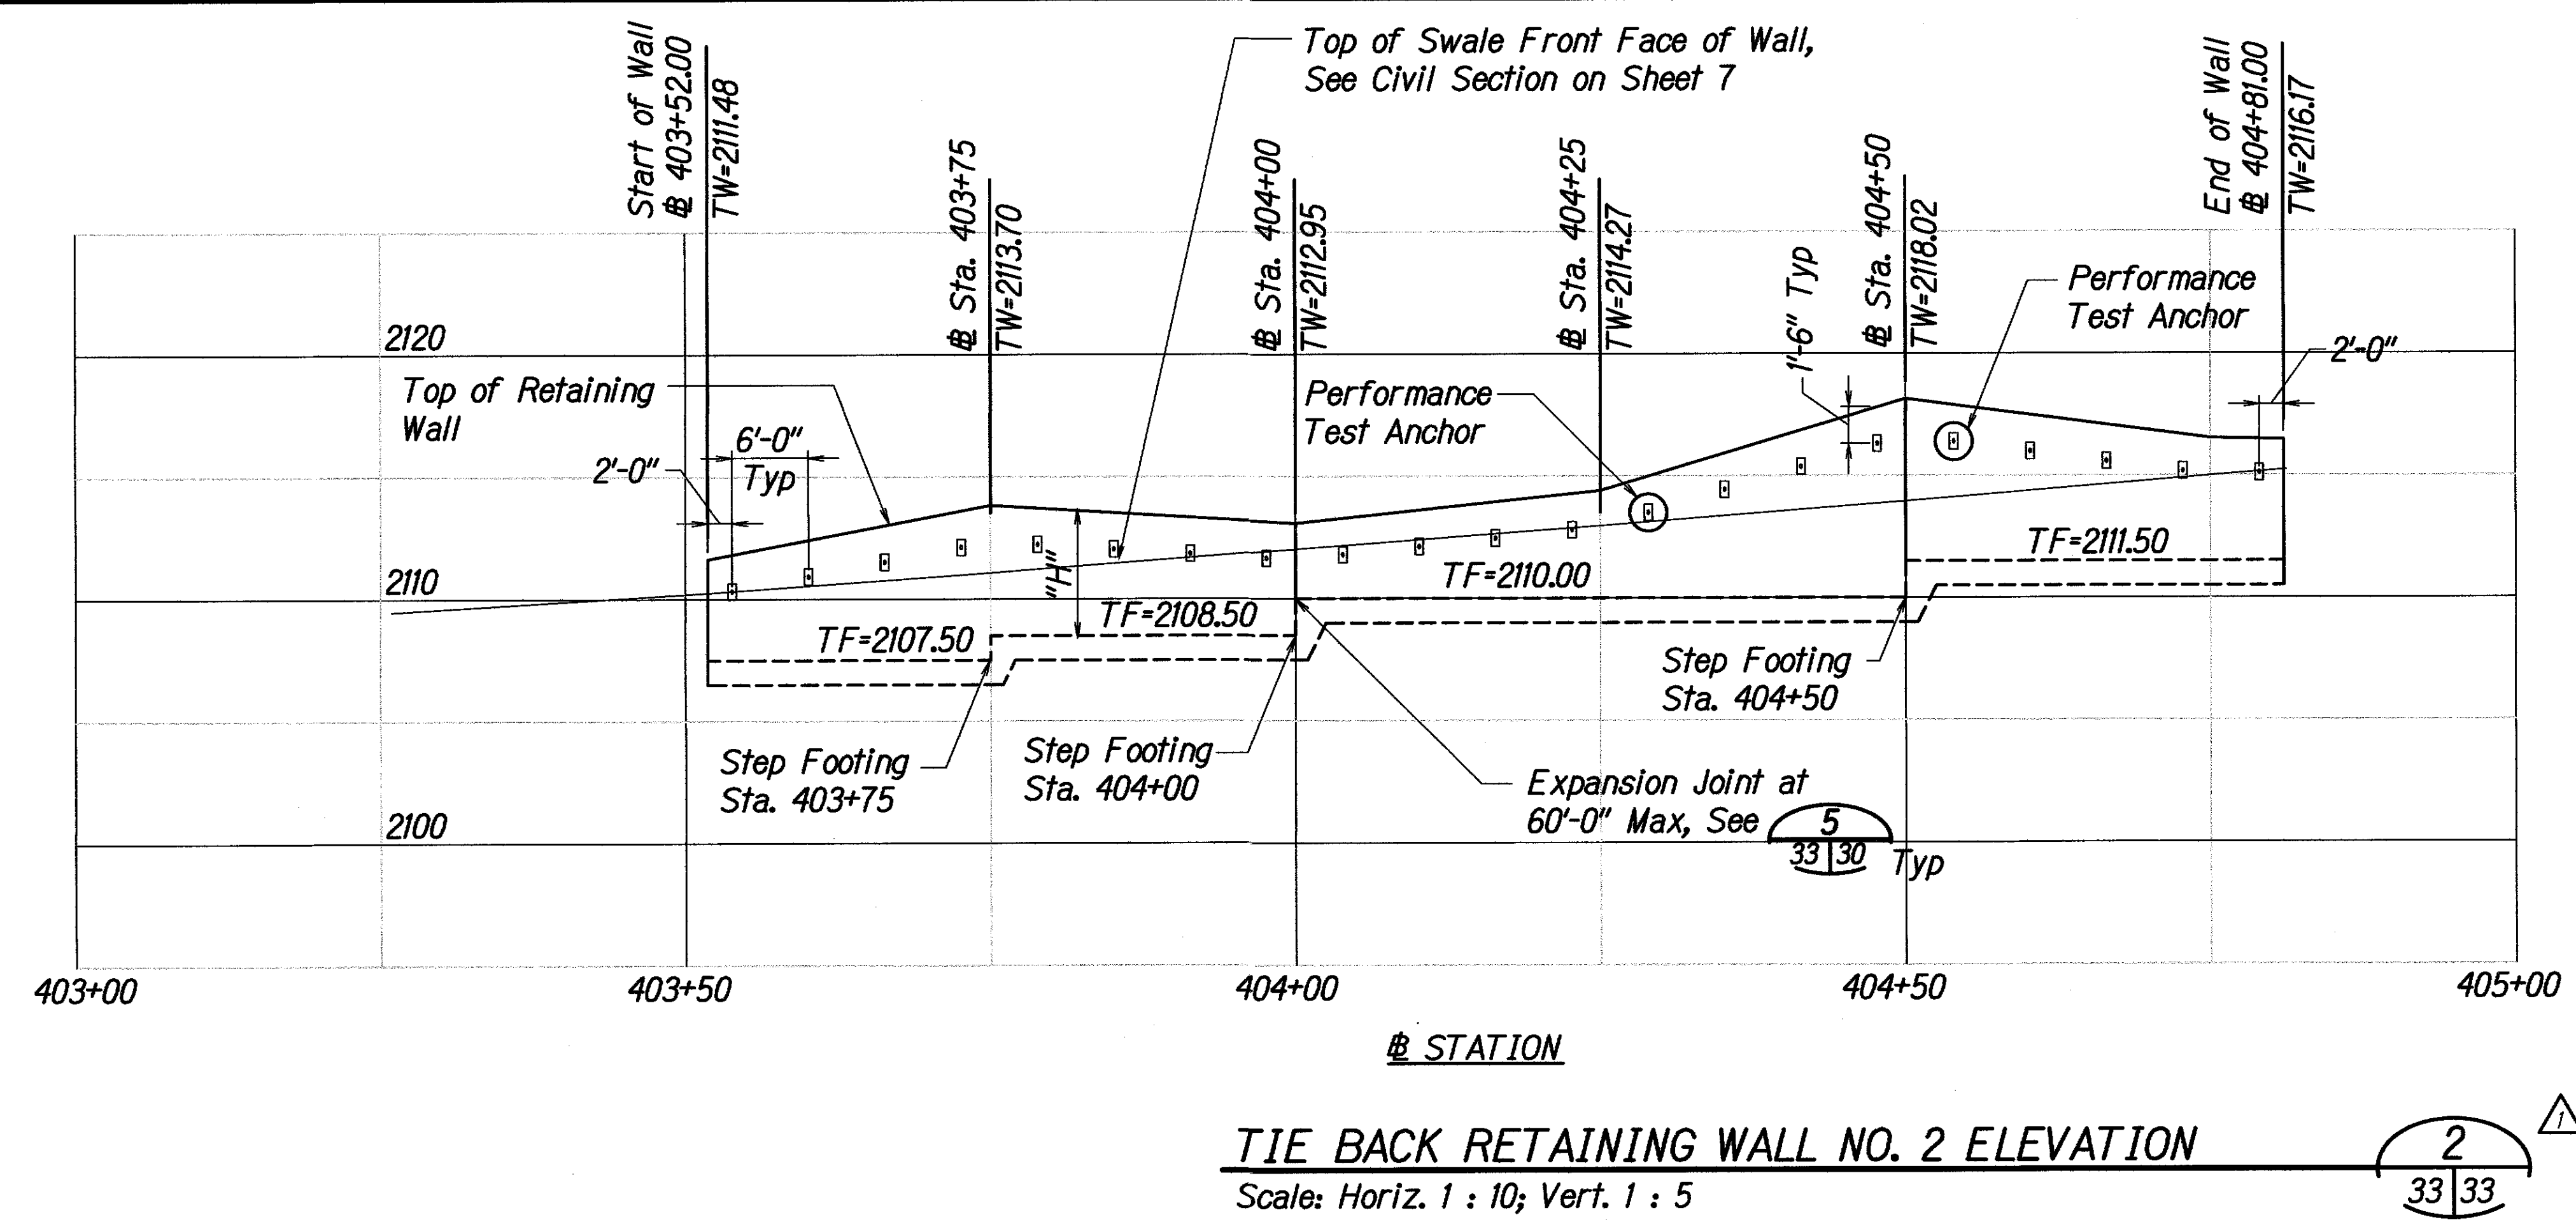 Top of Swale Front Face of Wall,
See Civil Section on Sheet 7
Start of Wall
BL 403+52.00
TW=2111.48
BL Sta. 403+75
TW=2113.70
BL Sta. 404+00
TW=2112.95
BL Sta. 404+25
TW=2114.27
BL Sta. 404+50
TW=2118.02
End of Wall
BL 404+81.00
TW=2116.17
1'-6" Typ
Performance
Test Anchor
2'-0"
2120
Top of Retaining
Wall
6'-0"
Typ
2'-0"
Performance
Test Anchor
2110
"H"
TF=2107.50
TF=2108.50
TF=2110.00
TF=2111.50
Step Footing
Sta. 404+50
Step Footing
Sta. 403+75
Step Footing
Sta. 404+00
Expansion Joint at
60'-0" Max, See
5
33 30
Typ
2100
403+00
403+50
404+00
404+50
405+00
BL STATION
TIE BACK RETAINING WALL NO. 2 ELEVATION
Scale: Horiz. 1 : 10; Vert. 1 : 5
2
33 33
1